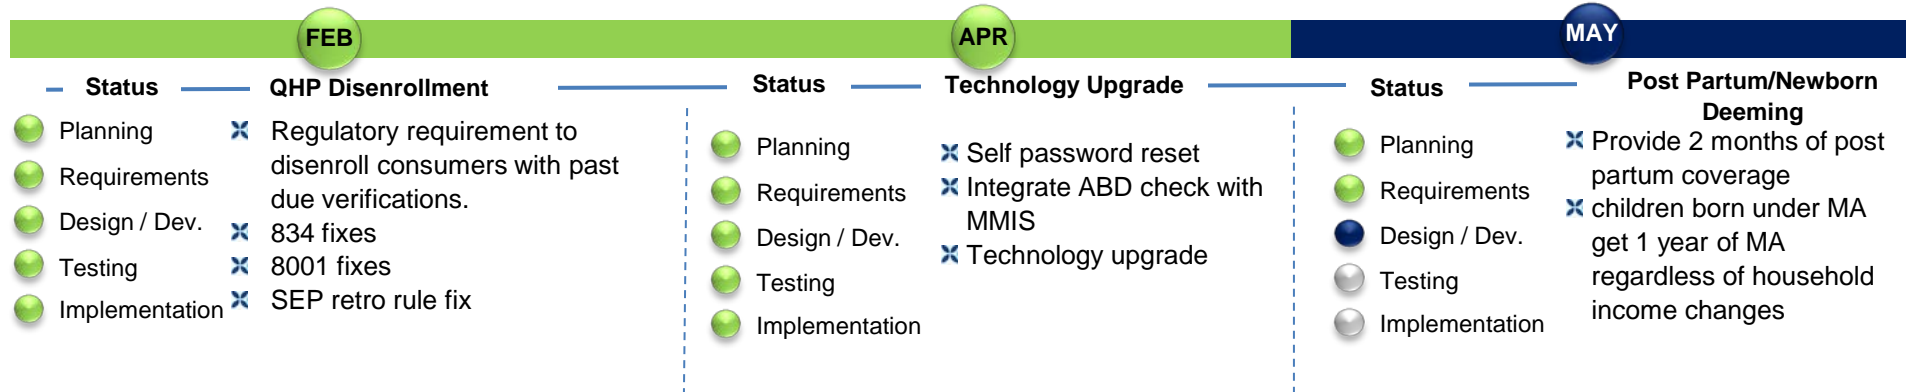 FEB
APR
MAY
Status
QHP Disenrollment
Planning
Requirements
Design / Dev.
Testing
Implementation
Regulatory requirement to
disenroll consumers with past
due verifications.
834 fixes
8001 fixes
SEP retro rule fix
Status
Technology Upgrade
Planning
Requirements
Design / Dev.
Testing
Implementation
Self password reset
Integrate ABD check with
MMIS
Technology upgrade
Status
Post Partum/Newborn
Deeming
Planning
Requirements
Design / Dev.
Testing
Implementation
Provide 2 months of post
partum coverage
children born under MA
get 1 year of MA
regardless of household
income changes